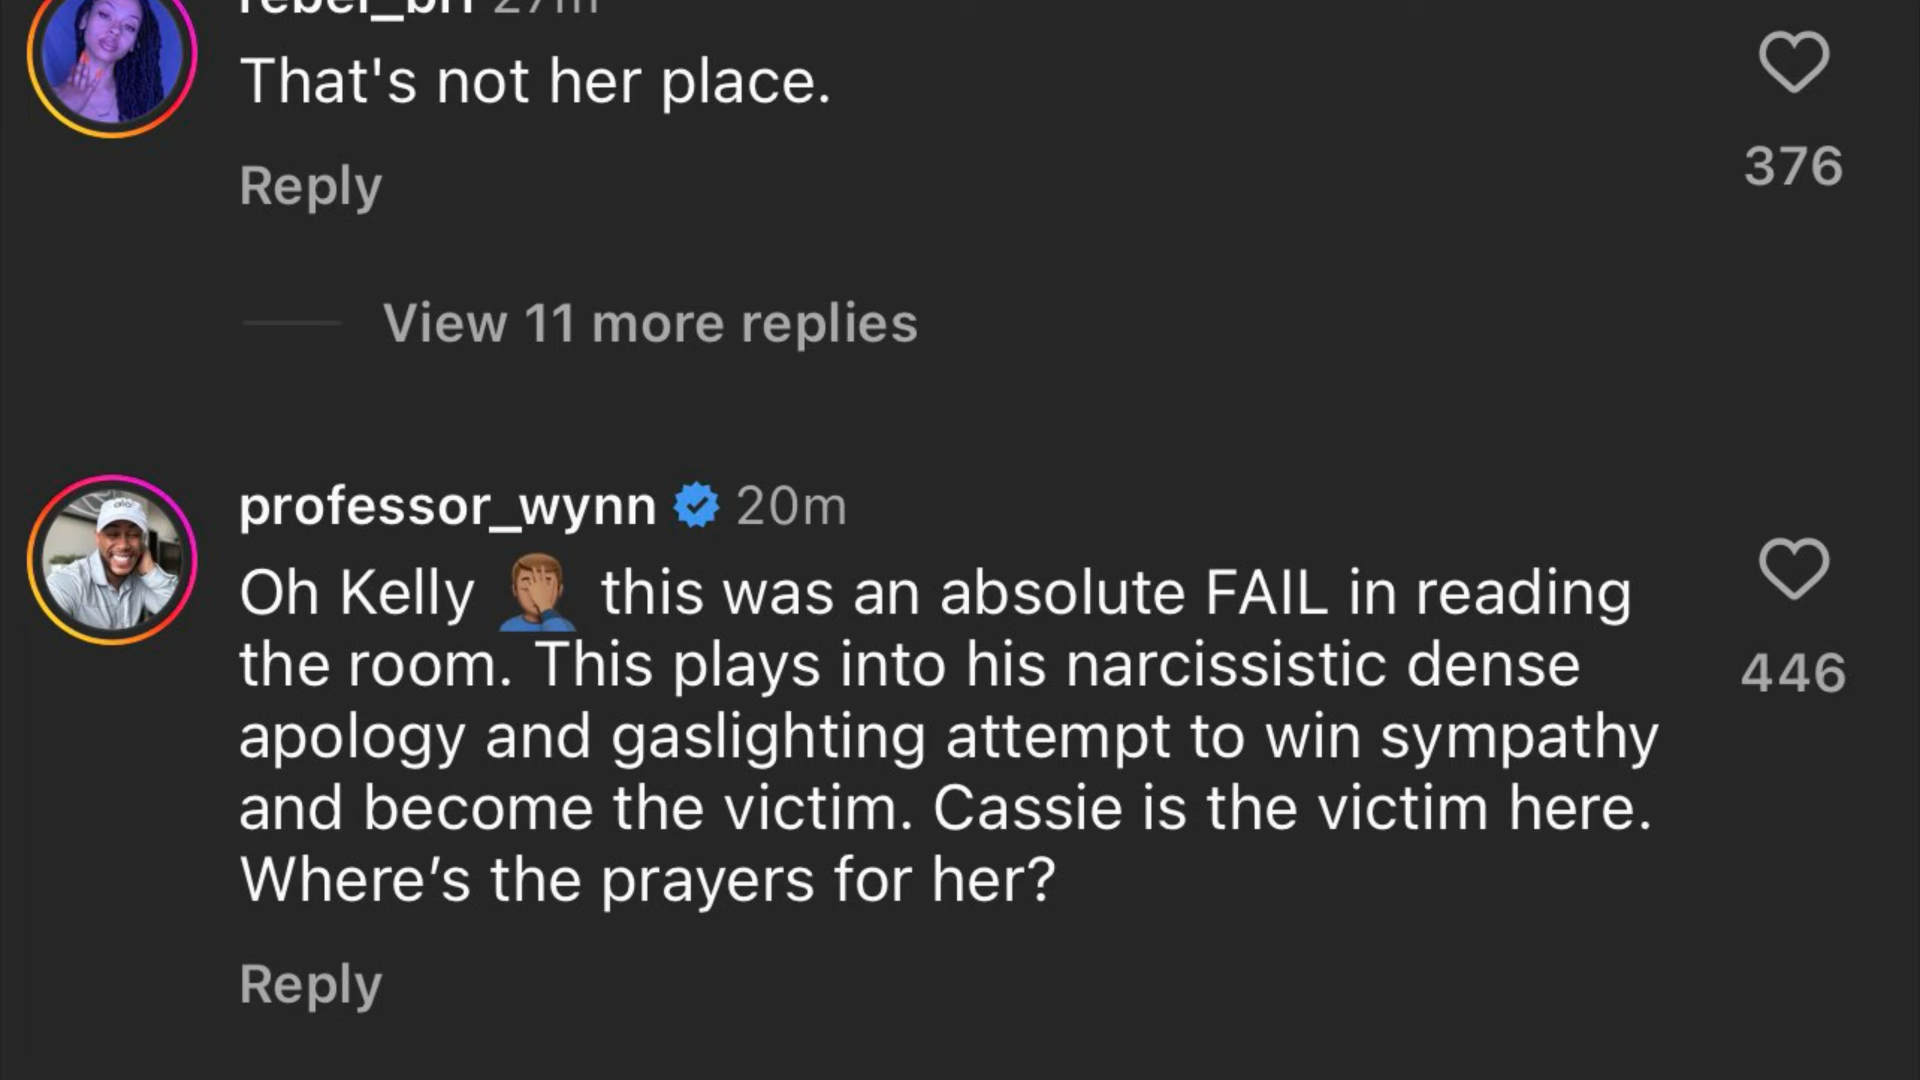 rebel_bri 27m
That's not her place.
376
Reply
View 11 more replies
professor_wynn 20m
Oh Kelly 🤦🏽‍♂️ this was an absolute FAIL in reading
the room. This plays into his narcissistic dense
446
apology and gaslighting attempt to win sympathy
and become the victim. Cassie is the victim here.
Where’s the prayers for her?
Reply